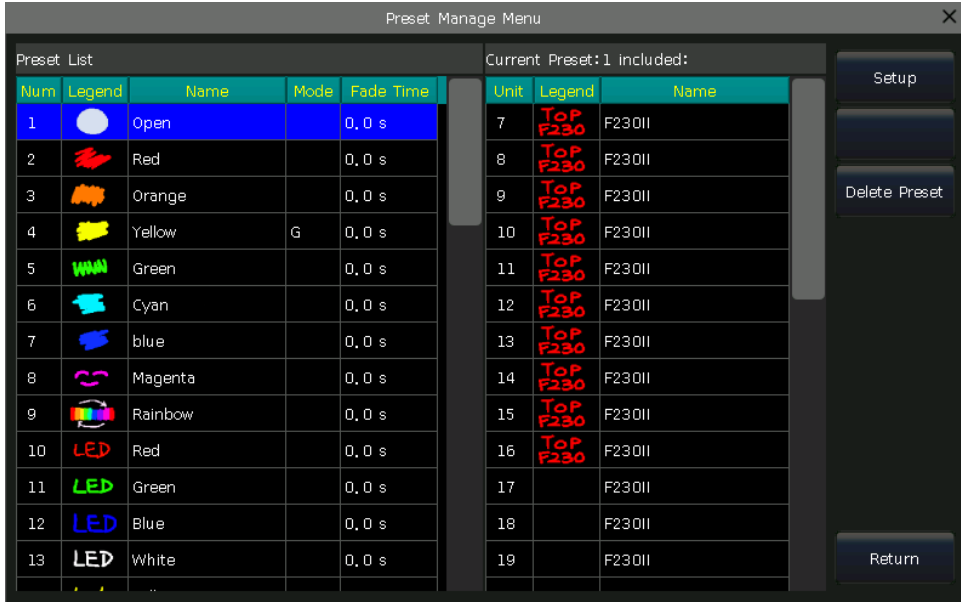 Preset Manage Menu ×
Preset List
Num Legend Name Mode Fade Time
1 Open 0.0 s
2 Red 0.0 s
3 Orange 0.0 s
4 Yellow G 0.0 s
5 Green 0.0 s
6 Cyan 0.0 s
7 blue 0.0 s
8 Magenta 0.0 s
9 Rainbow 0.0 s
10 LED Red 0.0 s
11 LED Green 0.0 s
12 LED Blue 0.0 s
13 LED White 0.0 s
Current Preset:1 included:
Unit Legend Name
7 TOP F230 F230II
8 TOP F230 F230II
9 TOP F230 F230II
10 TOP F230 F230II
11 TOP F230 F230II
12 TOP F230 F230II
13 TOP F230 F230II
14 TOP F230 F230II
15 TOP F230 F230II
16 TOP F230 F230II
17 F230II
18 F230II
19 F230II
Setup
Delete Preset
Return